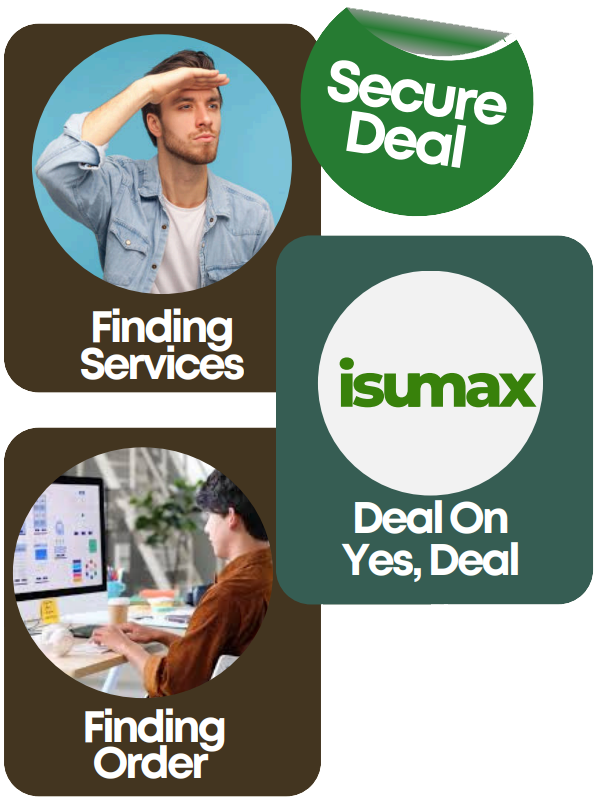 Secure
Deal
Finding
Services
isumax
Deal On
Yes, Deal
Finding
Order